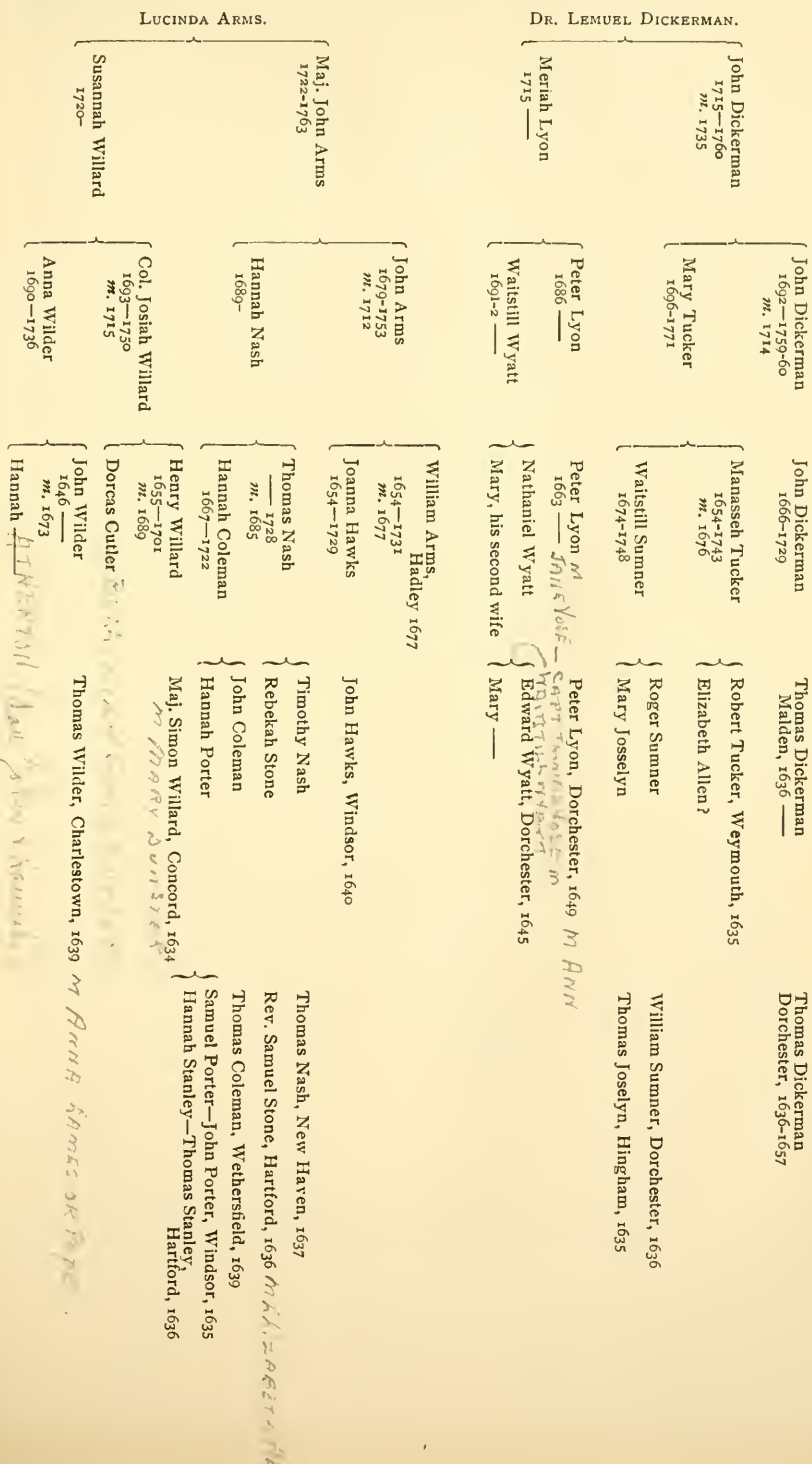 DR. LEMUEL DICKERMAN.
John Dickerman
1715—1760
m. 1735
Meriah Lyon
1715 —
John Dickerman
1692—1759-60
m. 1714
Mary Tucker
1696-1771
Peter Lyon
1686 —
Waitstill Wyatt
1691-2 —
John Dickerman
1666-1729
Manasseh Tucker
1654-1743
m. 1676
Waitstill Sumner
1674-1748
Peter Lyon M
1663 —
Nathaniel Wyatt
Mary, his second wife
Thomas Dickerman
Malden, 1636 —
Robert Tucker, Weymouth, 1635
Elizabeth Allen?
Roger Sumner
Mary Josselyn
Peter Lyon, Dorchester, 1649 M ANN
Edward Wyatt, Dorchester, 1645
Mary —
Thomas Dickerman
Dorchester, 1636-1657
William Sumner, Dorchester, 1636
Thomas Joselyn, Hingham, 1635
LUCINDA ARMS.
Maj. John Arms
1722-1763
Susannah Willard
1720-
John Arms
1679-1753
m. 1712
Hannah Nash
1689-
Col. Josiah Willard
1693—1750
m. 1715
Anna Wilder
1690—1736
William Arms,
Hadley 1677
1654—1731
m. 1677
Joanna Hawks
1654—1729
Thomas Nash
— 1728
m. 1685
Hannah Coleman
1667—1722
Henry Willard
1655—1701
m. 1689
Dorcas Cutler
John Wilder
1646 —
m. 1673
Hannah —
John Hawks, Windsor, 1640
Timothy Nash
Rebekah Stone
John Coleman
Hannah Porter
Maj. Simon Willard, Concord, 1634
M MARY
Thomas Wilder, Charlestown, 1639 M ANNA
Thomas Nash, New Haven, 1637
Rev. Samuel Stone, Hartford, 1636
Thomas Coleman, Wethersfield, 1639
Samuel Porter—John Porter, Windsor, 1635
Hannah Stanley—Thomas Stanley,
Hartford, 1636